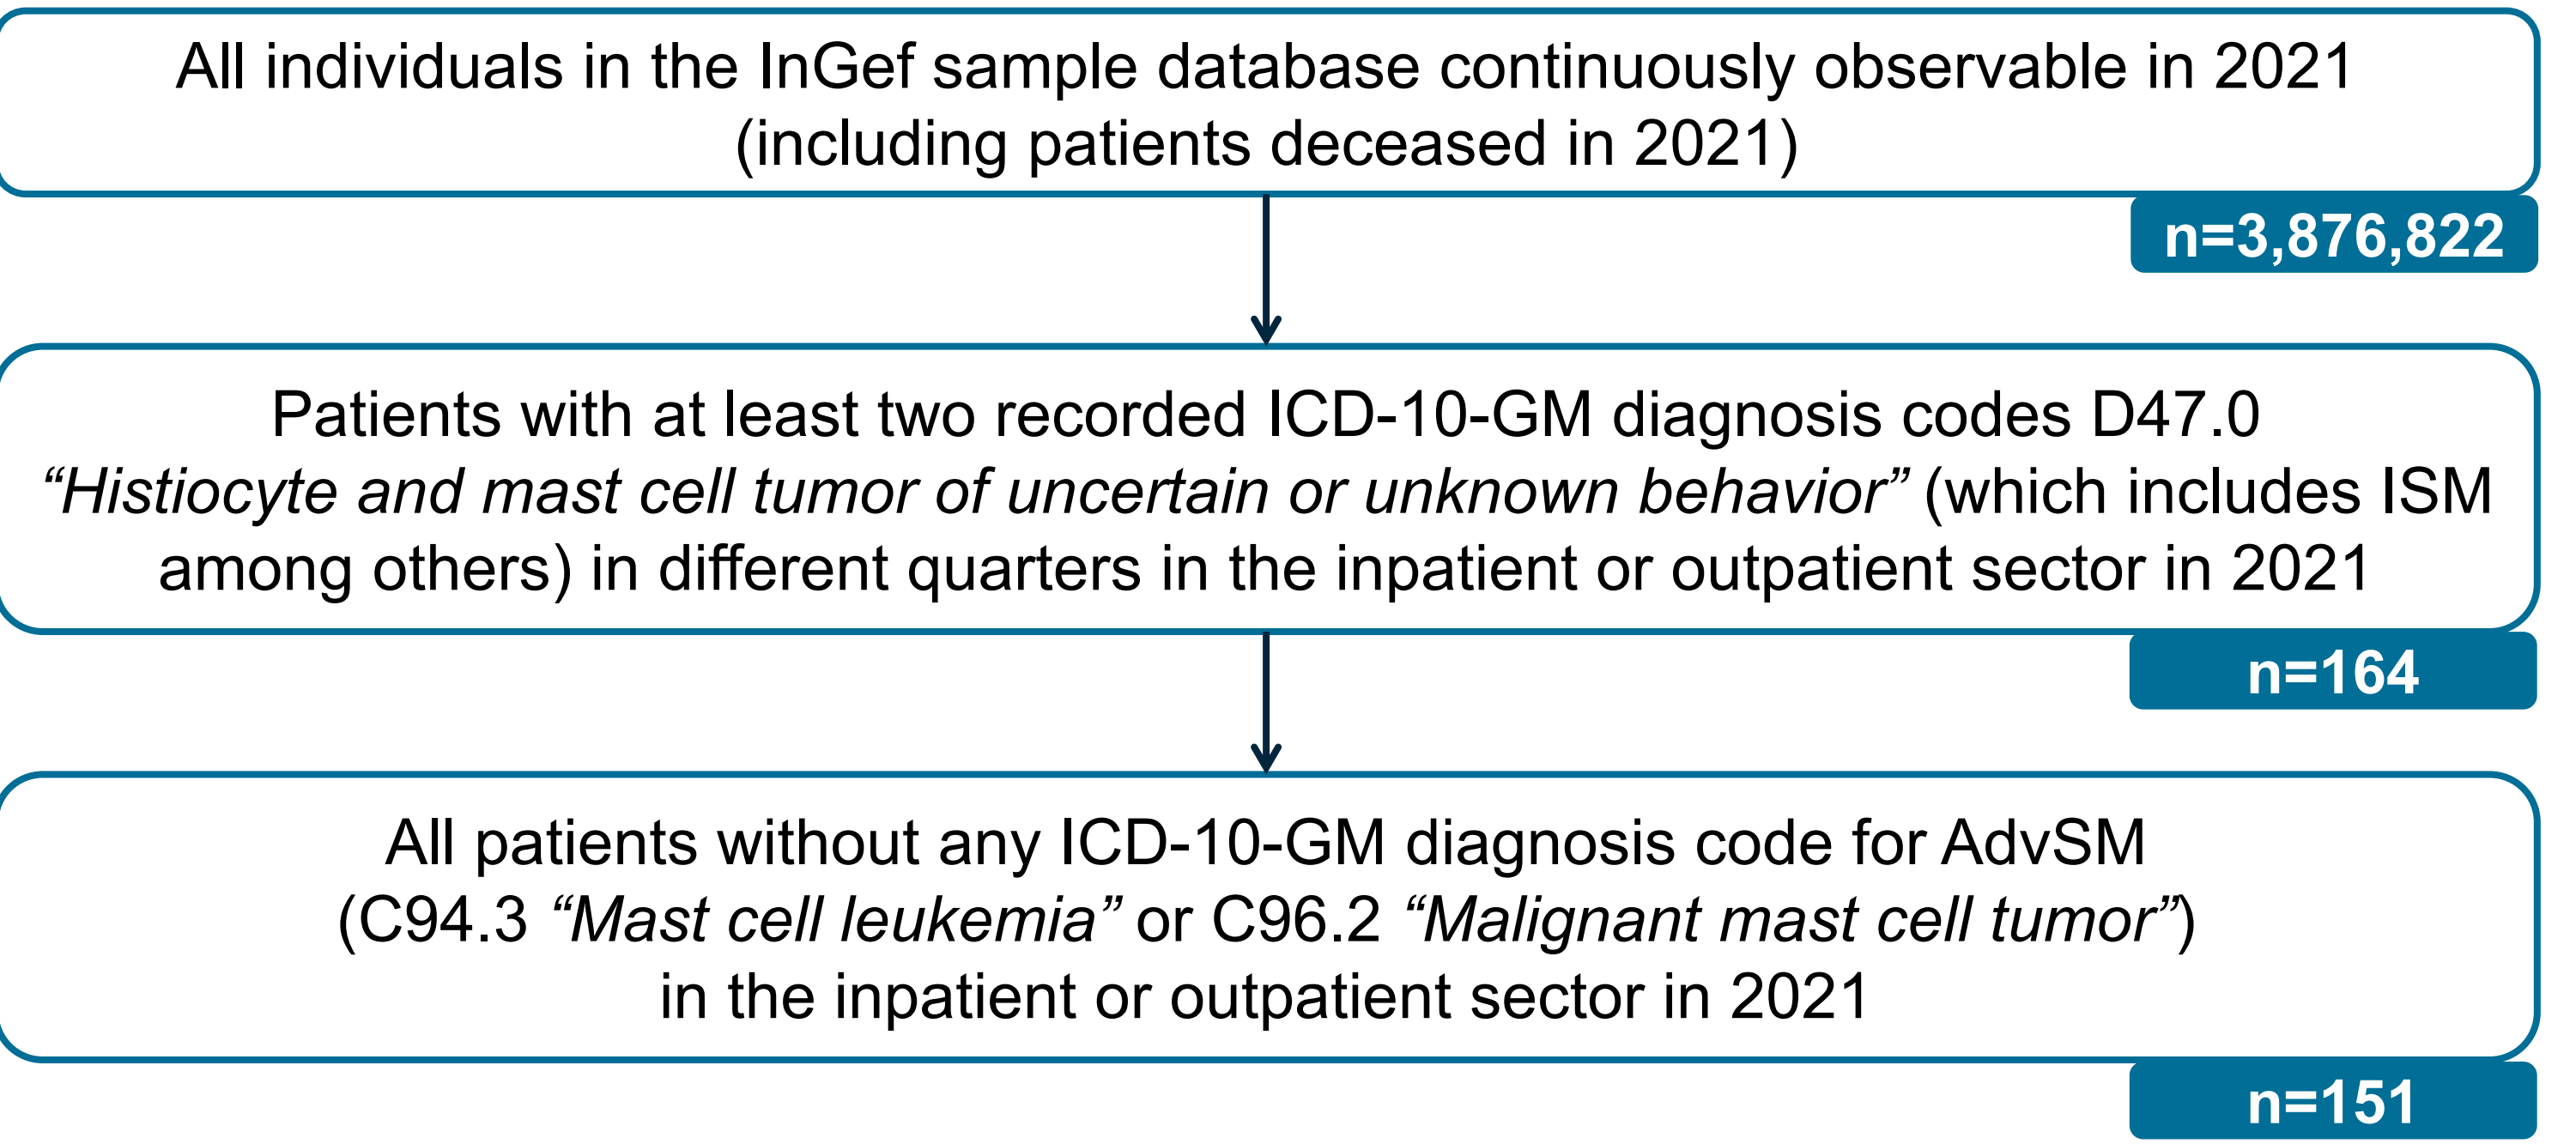 All individuals in the InGef sample database continuously observable in 2021
(including patients deceased in 2021)
n=3,876,822
Patients with at least two recorded ICD-10-GM diagnosis codes D47.0
“Histiocyte and mast cell tumor of uncertain or unknown behavior” (which includes ISM
among others) in different quarters in the inpatient or outpatient sector in 2021
n=164
All patients without any ICD-10-GM diagnosis code for AdvSM
(C94.3 “Mast cell leukemia” or C96.2 “Malignant mast cell tumor”)
in the inpatient or outpatient sector in 2021
n=151